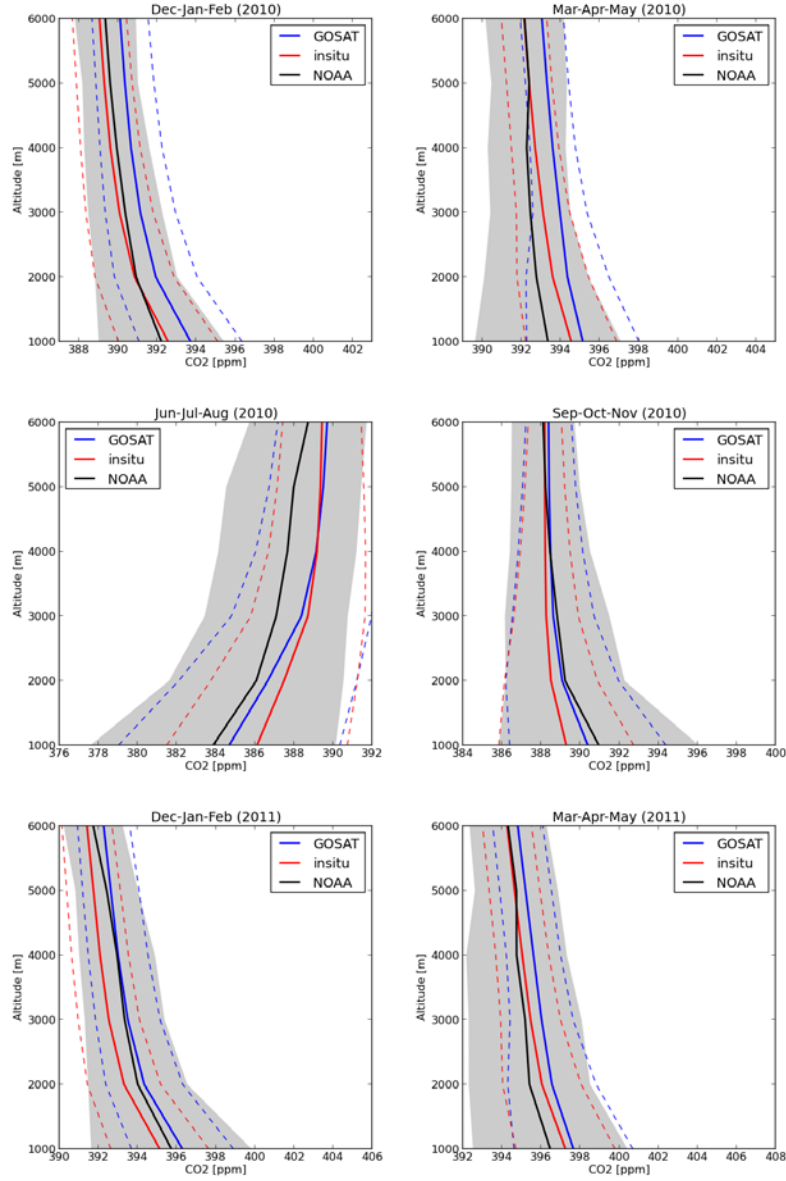 Dec-Jan-Feb (2010)
6000
5000
4000
3000
2000
1000
Altitude [m]
GOSAT
insitu
NOAA
388 390 392 394 396 398 400 402
CO2 [ppm]
Mar-Apr-May (2010)
6000
5000
4000
3000
2000
1000
Altitude [m]
GOSAT
insitu
NOAA
390 392 394 396 398 400 402 404
CO2 [ppm]
Jun-Jul-Aug (2010)
6000
5000
4000
3000
2000
1000
Altitude [m]
GOSAT
insitu
NOAA
376 378 380 382 384 386 388 390 392
CO2 [ppm]
Sep-Oct-Nov (2010)
6000
5000
4000
3000
2000
1000
Altitude [m]
GOSAT
insitu
NOAA
384 386 388 390 392 394 396 398 400
CO2 [ppm]
Dec-Jan-Feb (2011)
6000
5000
4000
3000
2000
1000
Altitude [m]
GOSAT
insitu
NOAA
390 392 394 396 398 400 402 404 406
CO2 [ppm]
Mar-Apr-May (2011)
6000
5000
4000
3000
2000
1000
Altitude [m]
GOSAT
insitu
NOAA
392 394 396 398 400 402 404 406 408
CO2 [ppm]